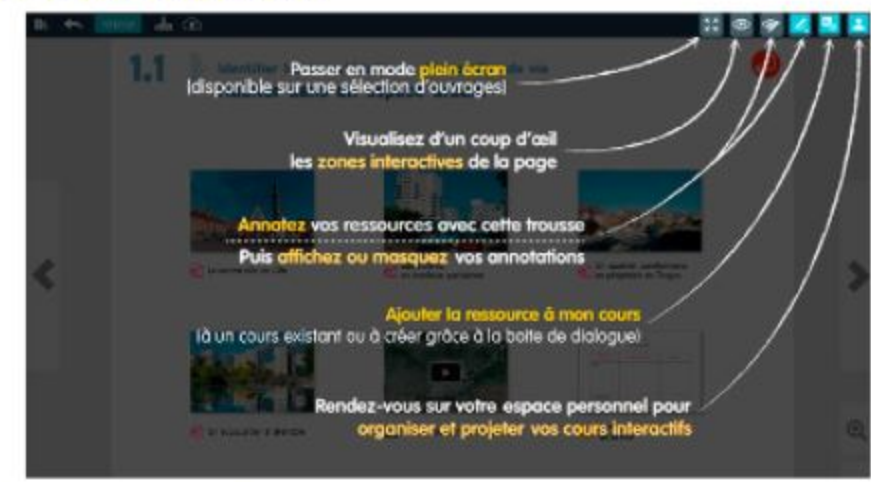 1.1
Identifier
Passer en mode plein écran
(disponible sur une sélection d'ouvrages)
Visualisez d'un coup d'œil
les zones interactives de la page
Annotez vos ressources avec cette trousse
Puis affichez ou masquez vos annotations
Ajouter la ressource à mon cours
(à un cours existant ou à créer grâce à la boite de dialogue)
Rendez-vous sur votre espace personnel pour
organiser et projeter vos cours interactifs